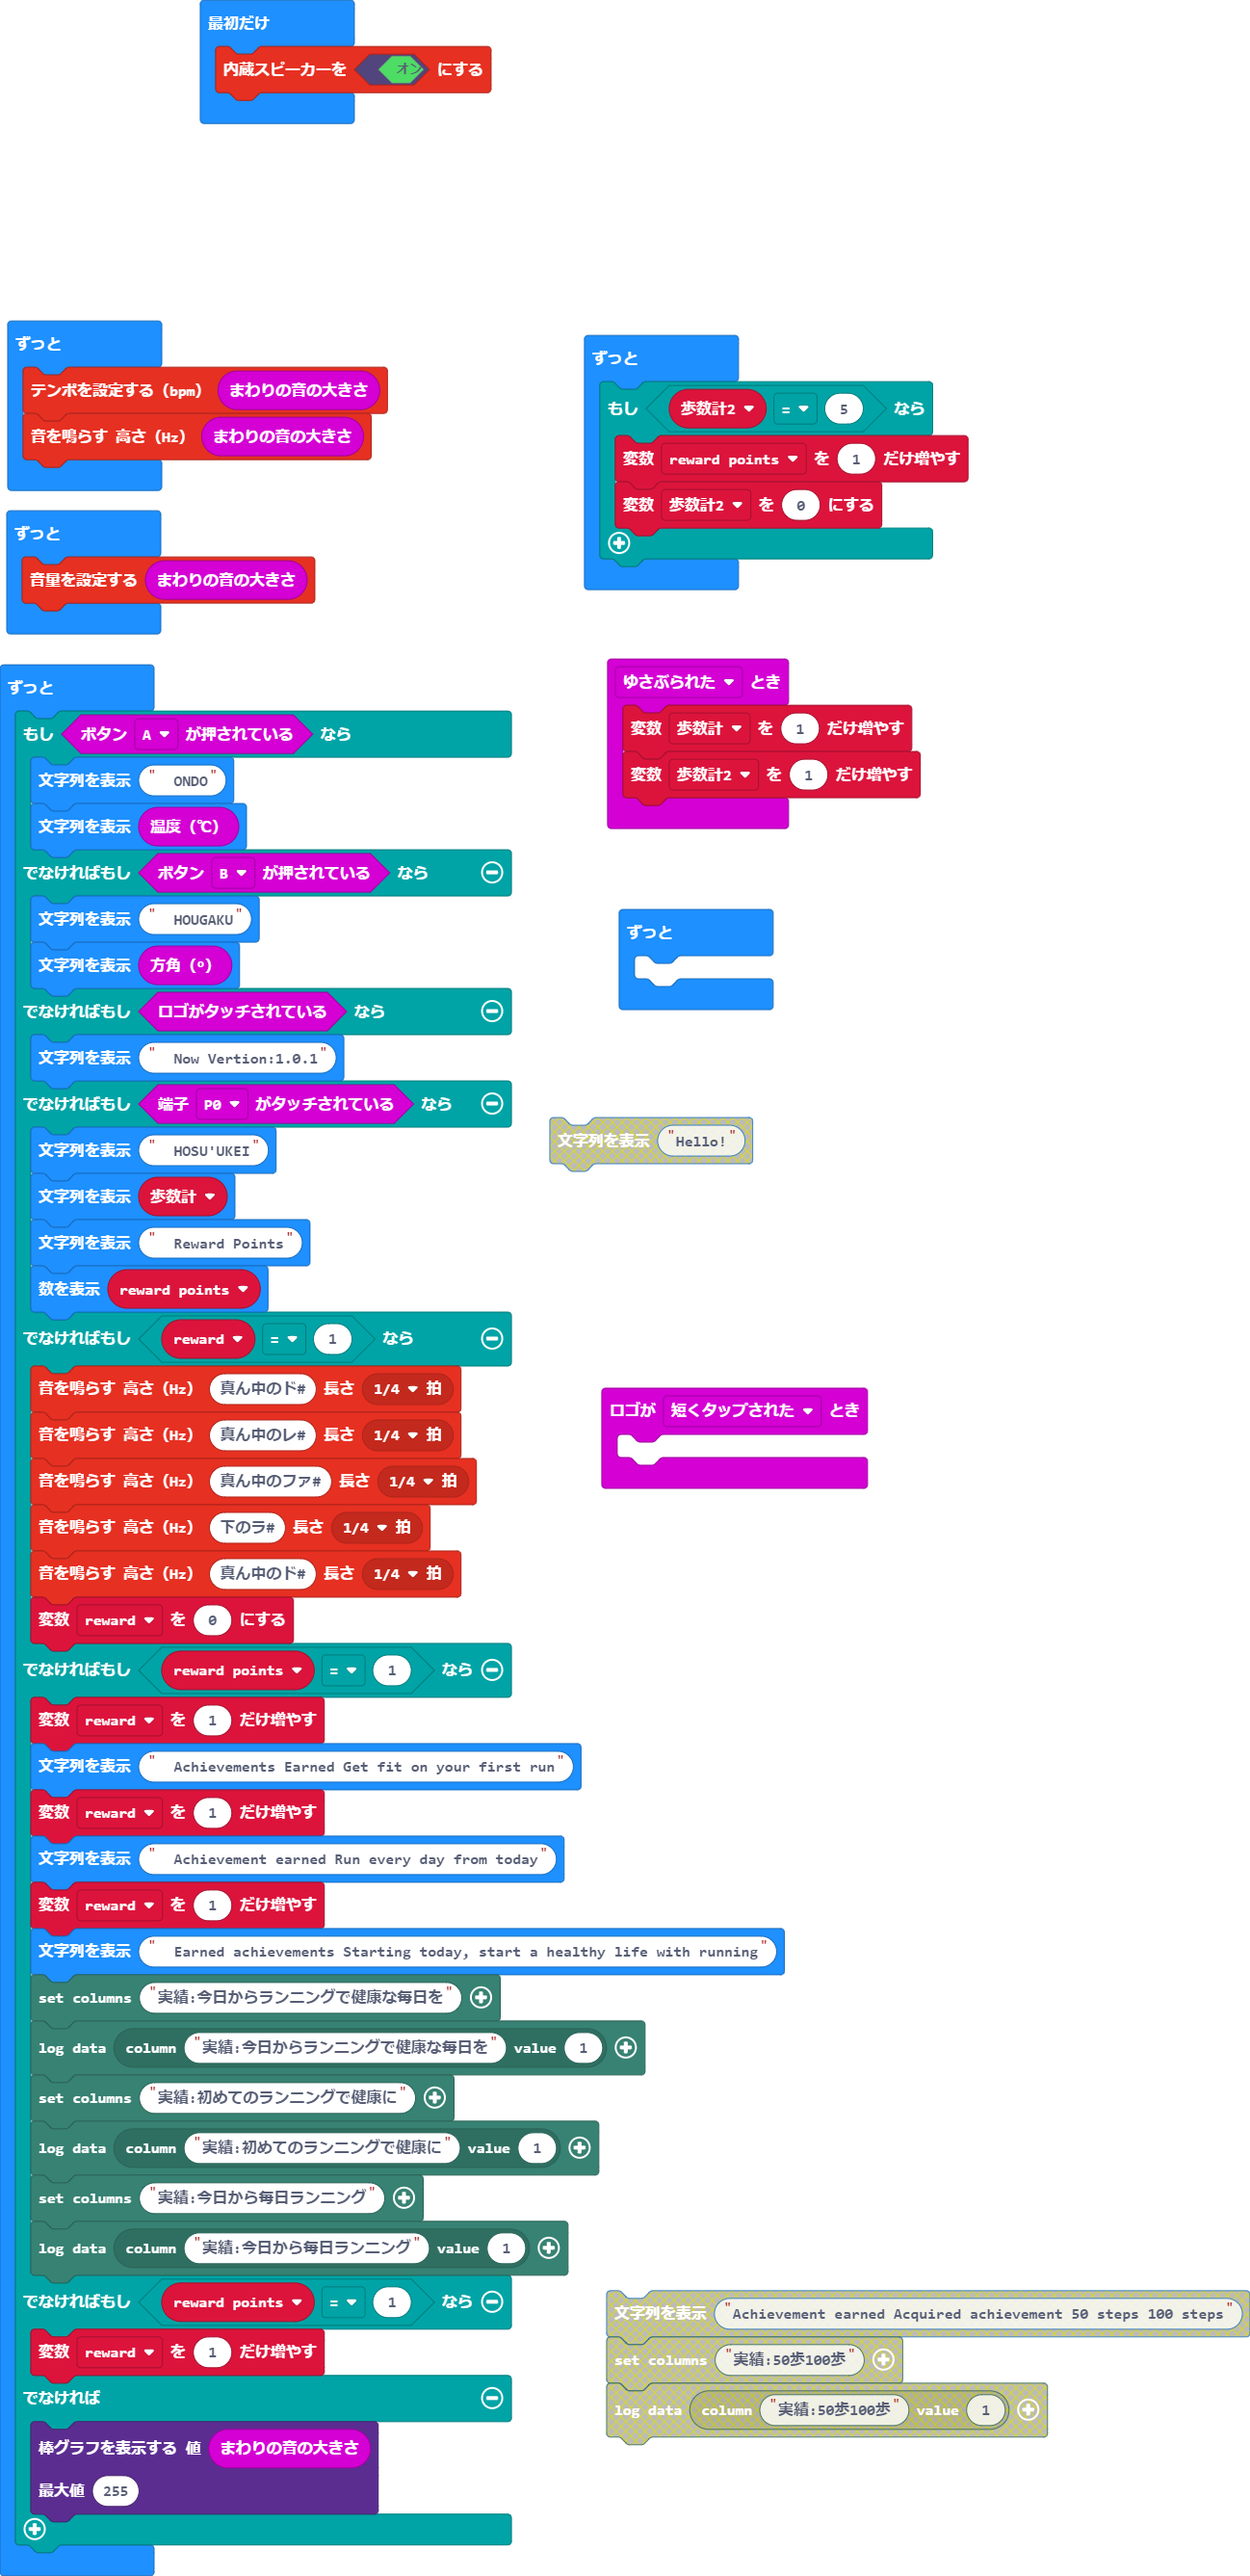 最初だけ
内蔵スピーカーを オン にする
ずっと
テンポを設定する (bpm) まわりの音の大きさ
音を鳴らす 高さ (Hz) まわりの音の大きさ
ずっと
音量を設定する まわりの音の大きさ
ずっと
もし 歩数計2 = 5 なら
変数 reward points を 1 だけ増やす
変数 歩数計2 を 0 にする
ずっと
もし ボタン A が押されている なら
文字列を表示 " ONDO"
文字列を表示 温度 (℃)
でなければもし ボタン B が押されている なら
文字列を表示 " HOUGAKU"
文字列を表示 方角 (º)
でなければもし ロゴがタッチされている なら
文字列を表示 " Now Vertion:1.0.1"
でなければもし 端子 P0 がタッチされている なら
文字列を表示 " HOSU'UKEI"
文字列を表示 歩数計
文字列を表示 " Reward Points"
数を表示 reward points
でなければもし reward = 1 なら
音を鳴らす 高さ (Hz) 真ん中のド# 長さ 1/4 拍
音を鳴らす 高さ (Hz) 真ん中のレ# 長さ 1/4 拍
音を鳴らす 高さ (Hz) 真ん中のファ# 長さ 1/4 拍
音を鳴らす 高さ (Hz) 下のラ# 長さ 1/4 拍
音を鳴らす 高さ (Hz) 真ん中のド# 長さ 1/4 拍
変数 reward を 0 にする
でなければもし reward points = 1 なら
変数 reward を 1 だけ増やす
文字列を表示 " Achievements Earned Get fit on your first run"
変数 reward を 1 だけ増やす
文字列を表示 " Achievement earned Run every day from today"
変数 reward を 1 だけ増やす
文字列を表示 " Earned achievements Starting today, start a healthy life with running"
set columns "実績:今日からランニングで健康な毎日を"
log data column "実績:今日からランニングで健康な毎日を" value 1
set columns "実績:初めてのランニングで健康に"
log data column "実績:初めてのランニングで健康に" value 1
set columns "実績:今日から毎日ランニング"
log data column "実績:今日から毎日ランニング" value 1
でなければもし reward points = 1 なら
変数 reward を 1 だけ増やす
でなければ
棒グラフを表示する 値 まわりの音の大きさ
最大値 255
ゆさぶられた とき
変数 歩数計 を 1 だけ増やす
変数 歩数計2 を 1 だけ増やす
ずっと
文字列を表示 "Hello!"
ロゴが 短くタップされた とき
文字列を表示 "Achievement earned Acquired achievement 50 steps 100 steps"
set columns "実績:50歩100歩"
log data column "実績:50歩100歩" value 1